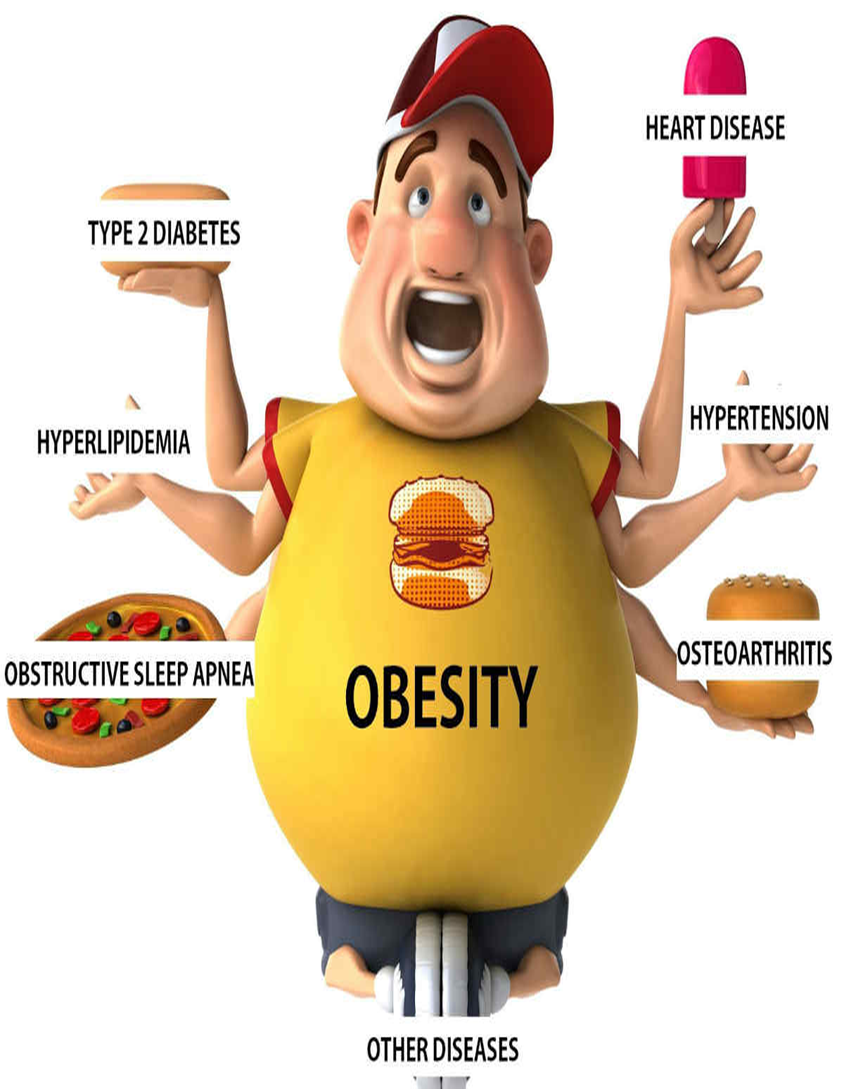 HEART DISEASE
TYPE 2 DIABETES
HYPERTENSION
HYPERLIPIDEMIA
OSTEOARTHRITIS
OBSTRUCTIVE SLEEP APNEA
OBESITY
OTHER DISEASES